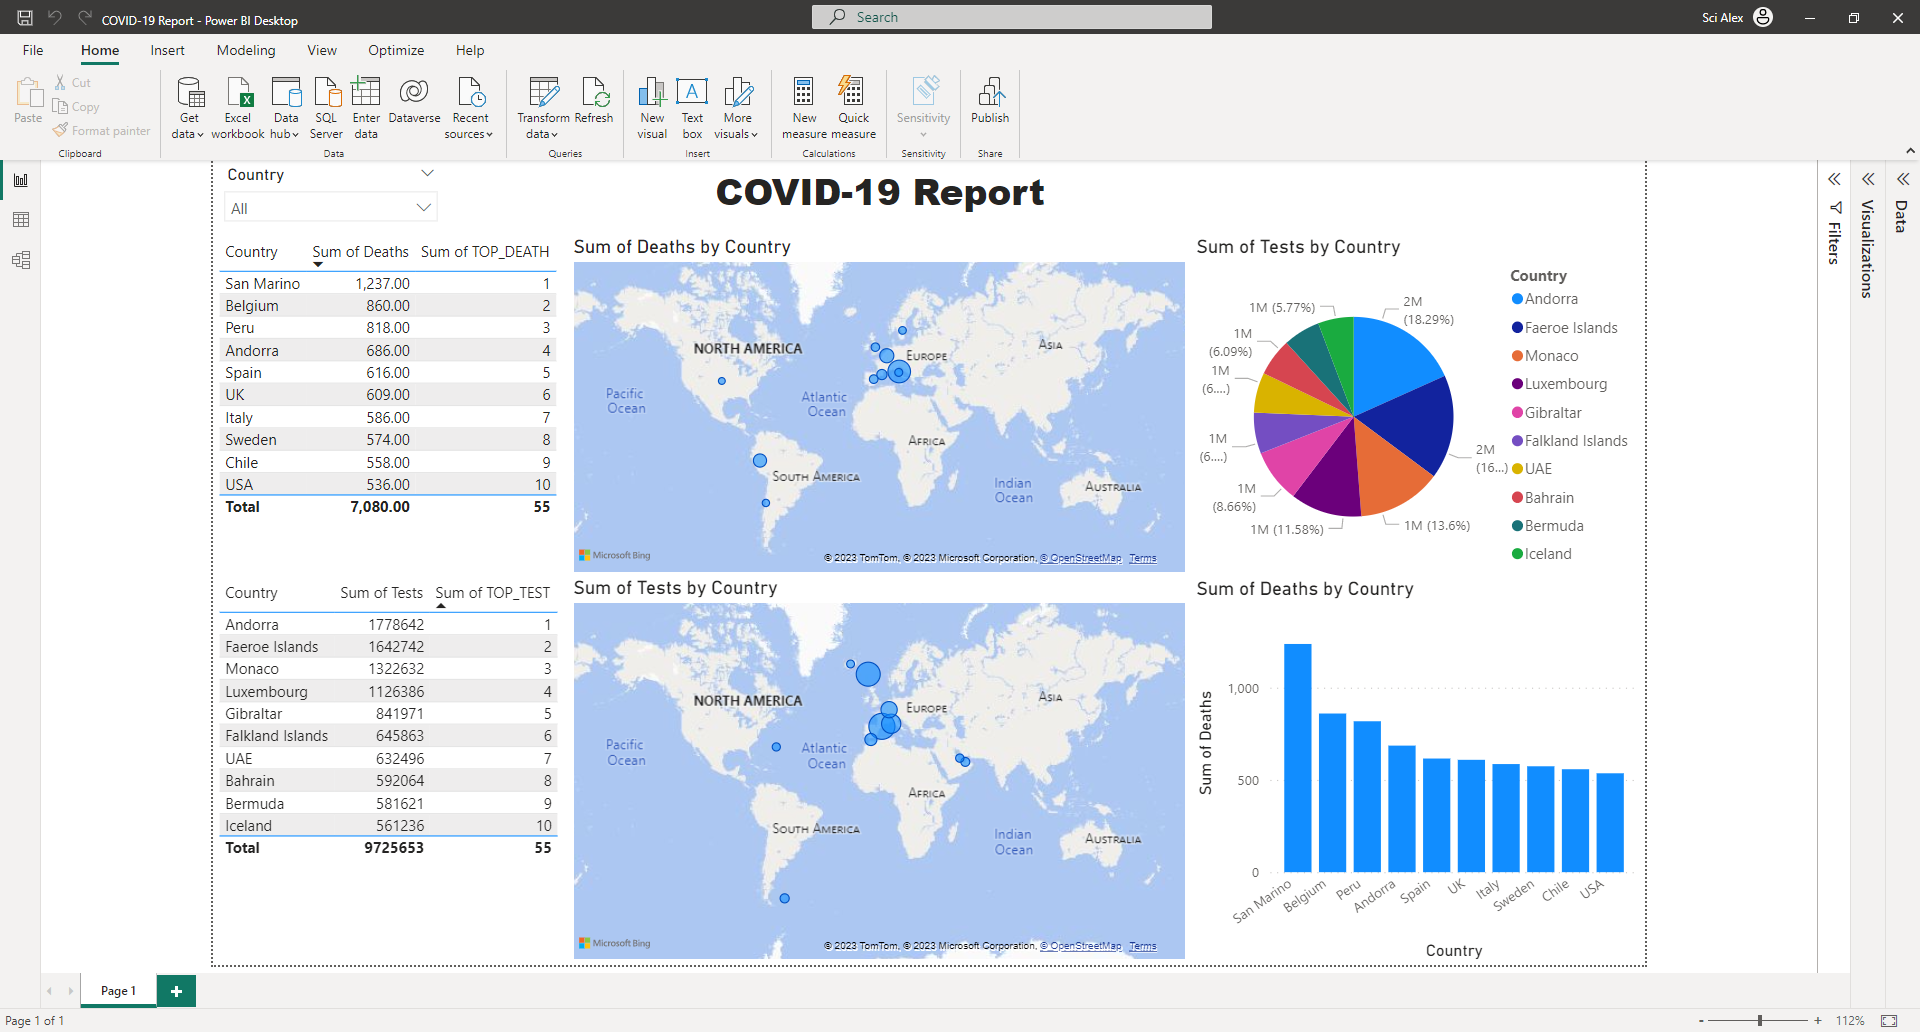 COVID-19 Report - Power BI Desktop
Search
Sci Alex
File Home Insert Modeling View Optimize Help
Paste
Cut
Copy
Format painter
Clipboard
Get data
Excel workbook
Data hub
SQL Server
Enter data
Dataverse
Recent sources
Data
Transform data
Refresh
Queries
New visual
Text box
More visuals
Insert
New measure
Quick measure
Calculations
Sensitivity
Sensitivity
Publish
Share
Country
All
COVID-19 Report
Filters
Visualizations
Data
Country Sum of Deaths Sum of TOP_DEATH
San Marino 1,237.00 1
Belgium 860.00 2
Peru 818.00 3
Andorra 686.00 4
Spain 616.00 5
UK 609.00 6
Italy 586.00 7
Sweden 574.00 8
Chile 558.00 9
USA 536.00 10
Total 7,080.00 55
Sum of Deaths by Country
NORTH AMERICA
EUROPE
ASIA
Pacific Ocean
Atlantic Ocean
AFRICA
SOUTH AMERICA
Indian Ocean
AUSTRALIA
Microsoft Bing
© 2023 TomTom, © 2023 Microsoft Corporation, © OpenStreetMap Terms
Sum of Tests by Country
1M (5.77%)
2M
(18.29%)
1M
(6.09%)
1M
(6....)
1M
(6....)
2M
(16...)
1M
(8.66%)
1M (11.58%)
1M (13.6%)
Country
Andorra
Faeroe Islands
Monaco
Luxembourg
Gibraltar
Falkland Islands
UAE
Bahrain
Bermuda
Iceland
Country Sum of Tests Sum of TOP_TEST
Andorra 1778642 1
Faeroe Islands 1642742 2
Monaco 1322632 3
Luxembourg 1126386 4
Gibraltar 841971 5
Falkland Islands 645863 6
UAE 632496 7
Bahrain 592064 8
Bermuda 581621 9
Iceland 561236 10
Total 9725653 55
Sum of Tests by Country
NORTH AMERICA
EUROPE
ASIA
Pacific Ocean
Atlantic Ocean
AFRICA
SOUTH AMERICA
Indian Ocean
AUSTRALIA
Microsoft Bing
© 2023 TomTom, © 2023 Microsoft Corporation, © OpenStreetMap Terms
Sum of Deaths by Country
Sum of Deaths
1,000
500
0
San Marino
Belgium
Peru
Andorra
Spain
UK
Italy
Sweden
Chile
USA
Country
Page 1
+
Page 1 of 1
- + 112%